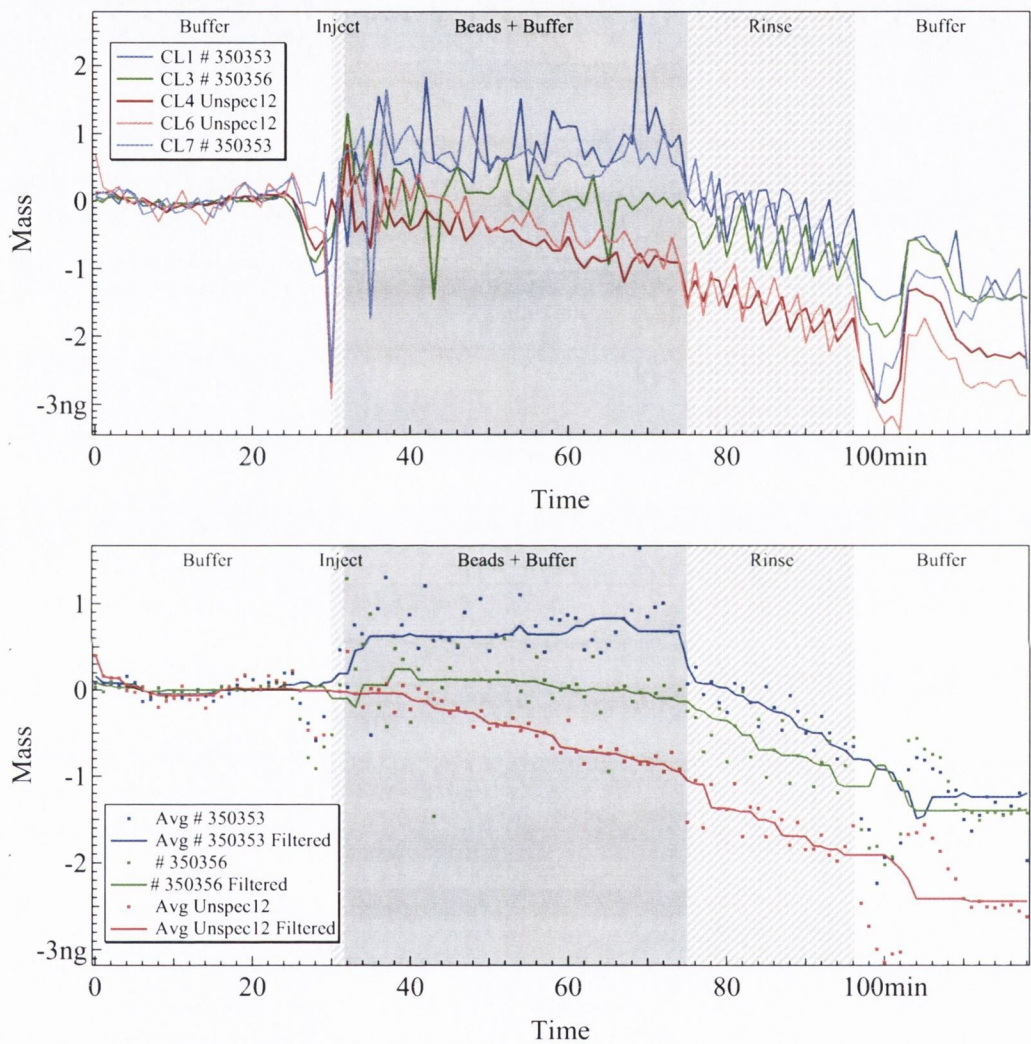 Buffer Inject Beads + Buffer Rinse Buffer
CL1 # 350353
CL3 # 350356
CL4 Unspec12
CL6 Unspec12
CL7 # 350353
Mass
2
1
0
-1
-2
-3ng
0 20 40 60 80 100min
Time
Buffer Inject Beads + Buffer Rinse Buffer
Mass
1
0
-1
-2
-3ng
Avg # 350353
Avg # 350353 Filtered
# 350356
# 350356 Filtered
Avg Unspec12
Avg Unspec12 Filtered
0 20 40 60 80 100min
Time